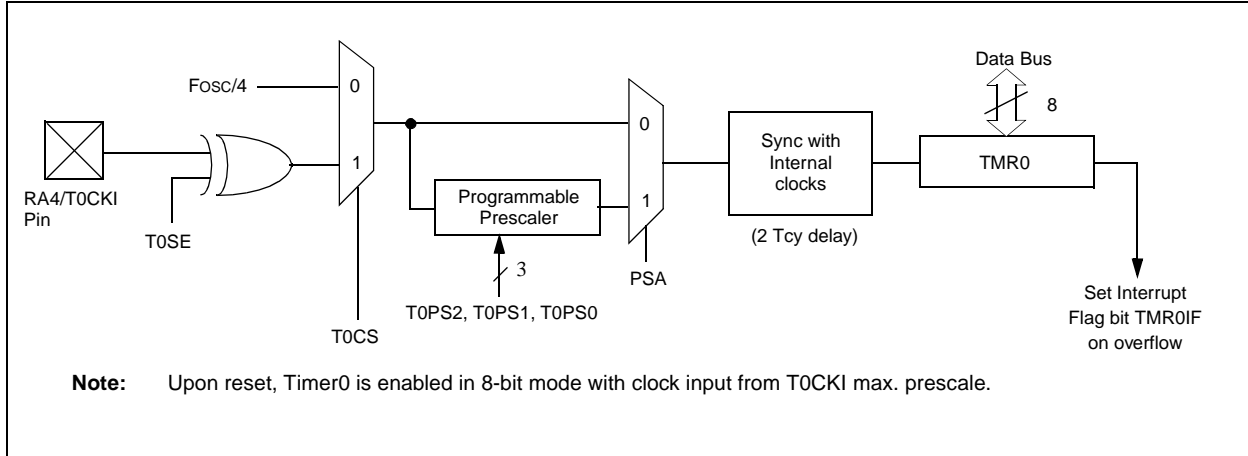 Data Bus
8
FOSC/4
0
1
RA4/T0CKI
Pin
T0SE
T0CS
Programmable
Prescaler
3
T0PS2, T0PS1, T0PS0
0
1
PSA
Sync with
Internal
clocks
(2 TCY delay)
TMR0
Set Interrupt
Flag bit TMR0IF
on overflow
Note: Upon reset, Timer0 is enabled in 8-bit mode with clock input from T0CKI max. prescale.